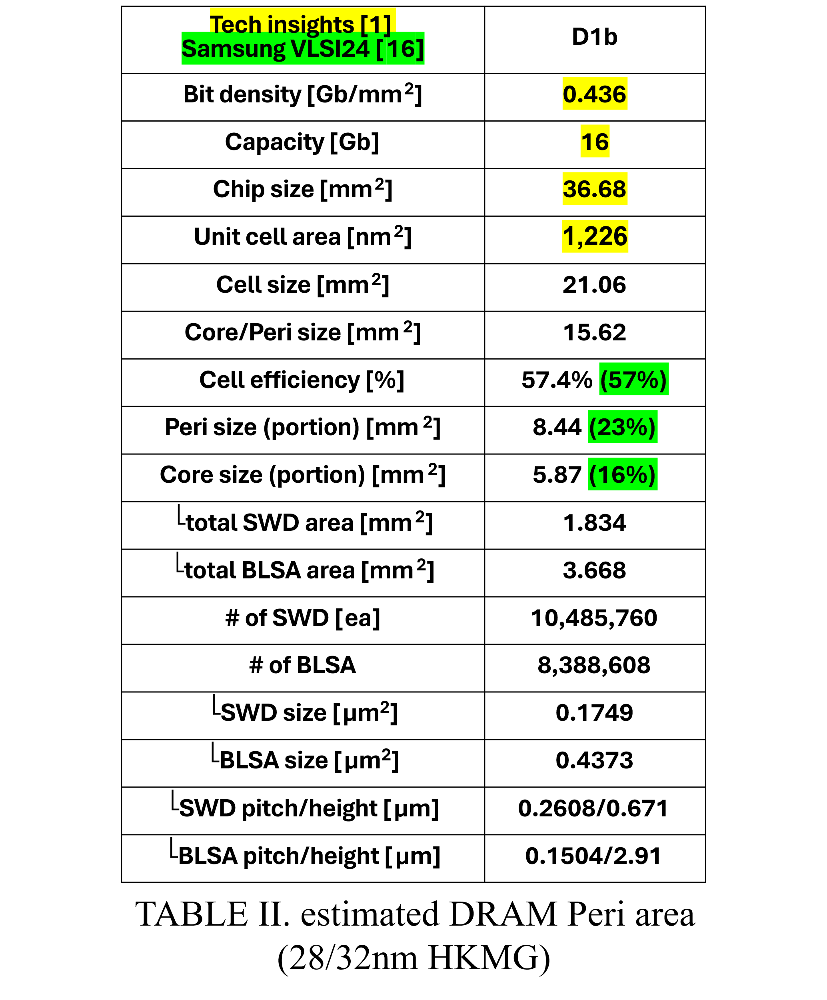 Tech insights [1]
Samsung VLSI24 [16]
D1b
Bit density [Gb/mm²]
0.436
Capacity [Gb]
16
Chip size [mm²]
36.68
Unit cell area [nm²]
1,226
Cell size [mm²]
21.06
Core/Peri size [mm²]
15.62
Cell efficiency [%]
57.4% (57%)
Peri size (portion) [mm²]
8.44 (23%)
Core size (portion) [mm²]
5.87 (16%)
└total SWD area [mm²]
1.834
└total BLSA area [mm²]
3.668
# of SWD [ea]
10,485,760
# of BLSA
8,388,608
└SWD size [µm²]
0.1749
└BLSA size [µm²]
0.4373
└SWD pitch/height [µm]
0.2608/0.671
└BLSA pitch/height [µm]
0.1504/2.91
TABLE II. estimated DRAM Peri area
(28/32nm HKMG)